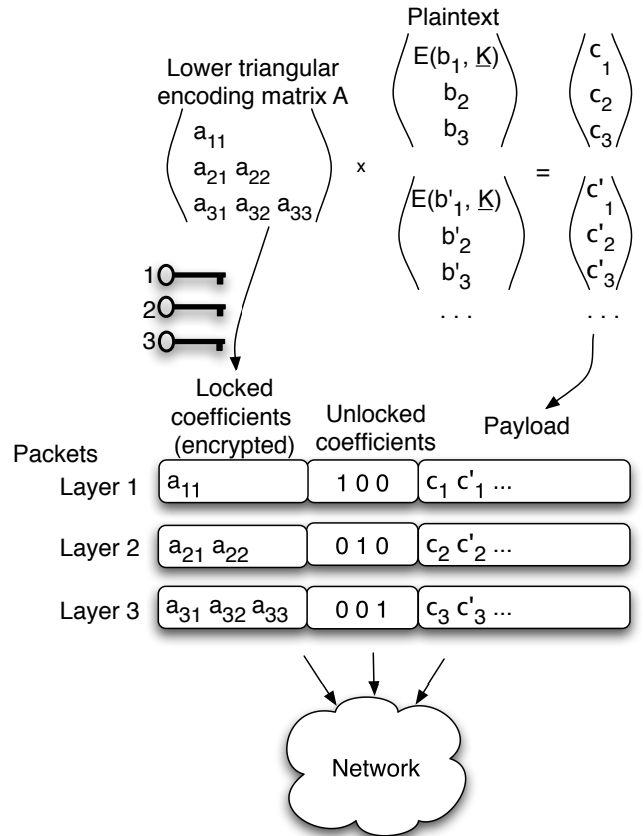 Plaintext
Lower triangular
encoding matrix A
a11
a21 a22
a31 a32 a33
x
E(b1, K)
b2
b3
E(b'1, K)
b'2
b'3
. . .
=
c1
c2
c3
c'1
c'2
c'3
. . .
1
2
3
Locked
coefficients
(encrypted)
Unlocked
coefficients
Payload
Packets
Layer 1
a11
1 0 0
c1 c'1 ...
Layer 2
a21 a22
0 1 0
c2 c'2 ...
Layer 3
a31 a32 a33
0 0 1
c3 c'3 ...
Network